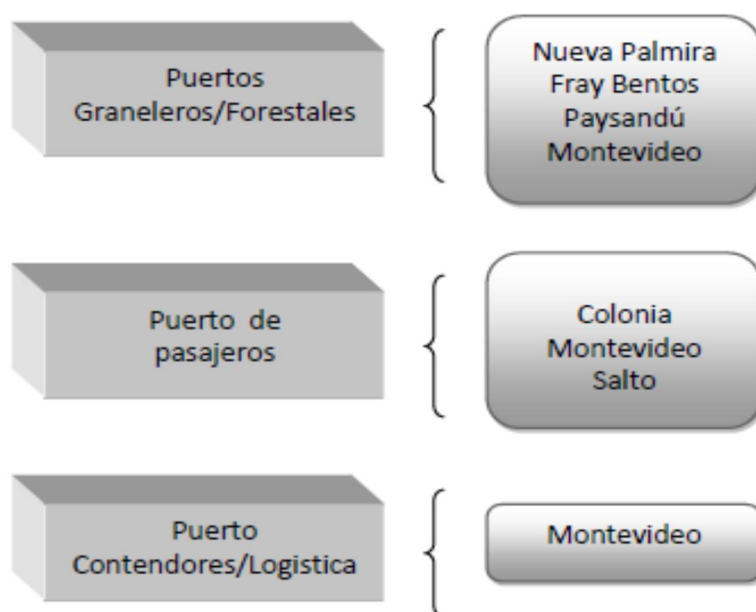 Puertos
Graneleros/Forestales
Nueva Palmira
Fray Bentos
Paysandú
Montevideo
Puerto de
pasajeros
Colonia
Montevideo
Salto
Puerto
Contendores/Logistica
Montevideo